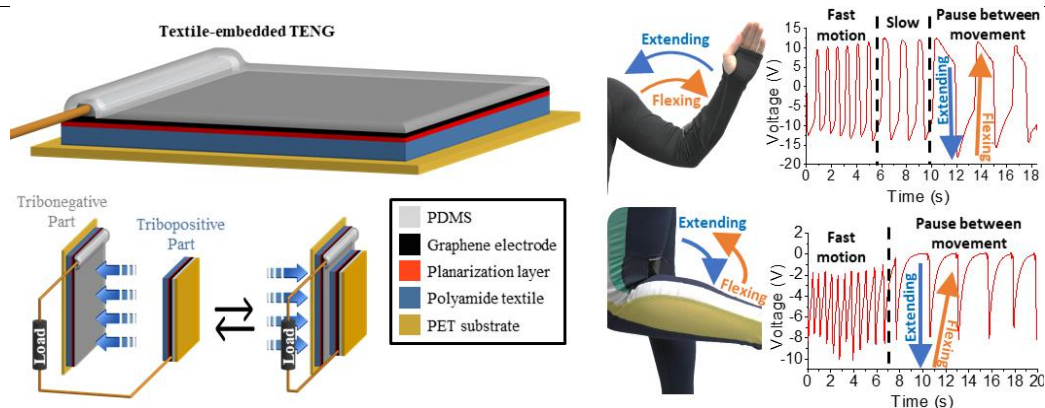 Textile-embedded TENG
Tribonegative
Part
Tribopositive
Part
Load
Load
PDMS
Graphene electrode
Planarization layer
Polyamide textile
PET substrate
Extending
Flexing
Fast
motion
Slow
Pause between
movement
Extending
Flexing
Voltage (V)
15
10
5
0
-5
-10
-15
-20
0 2 4 6 8 10 12 14 16 18
Time (s)
Extending
Flexing
Fast
motion
Pause between
movement
Extending
Flexing
Voltage (V)
2
0
-2
-4
-6
-8
-10
0 2 4 6 8 10 12 14 16 18 20
Time (s)